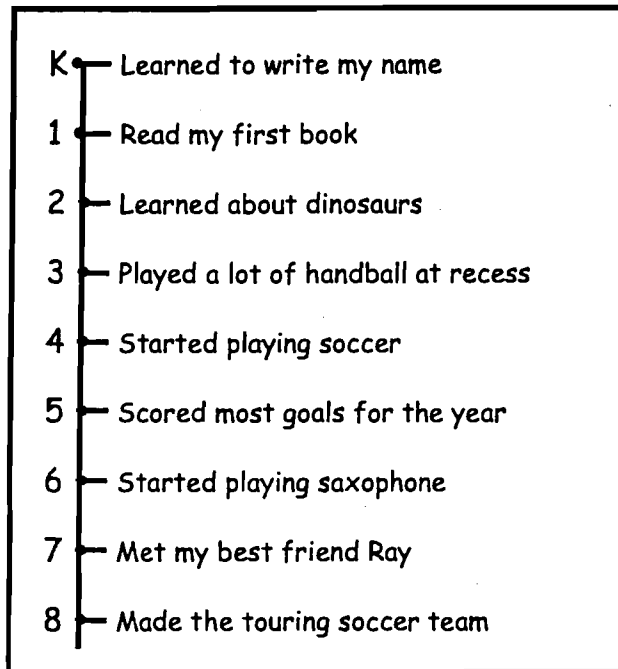 K Learned to write my name
1 Read my first book
2 Learned about dinosaurs
3 Played a lot of handball at recess
4 Started playing soccer
5 Scored most goals for the year
6 Started playing saxophone
7 Met my best friend Ray
8 Made the touring soccer team